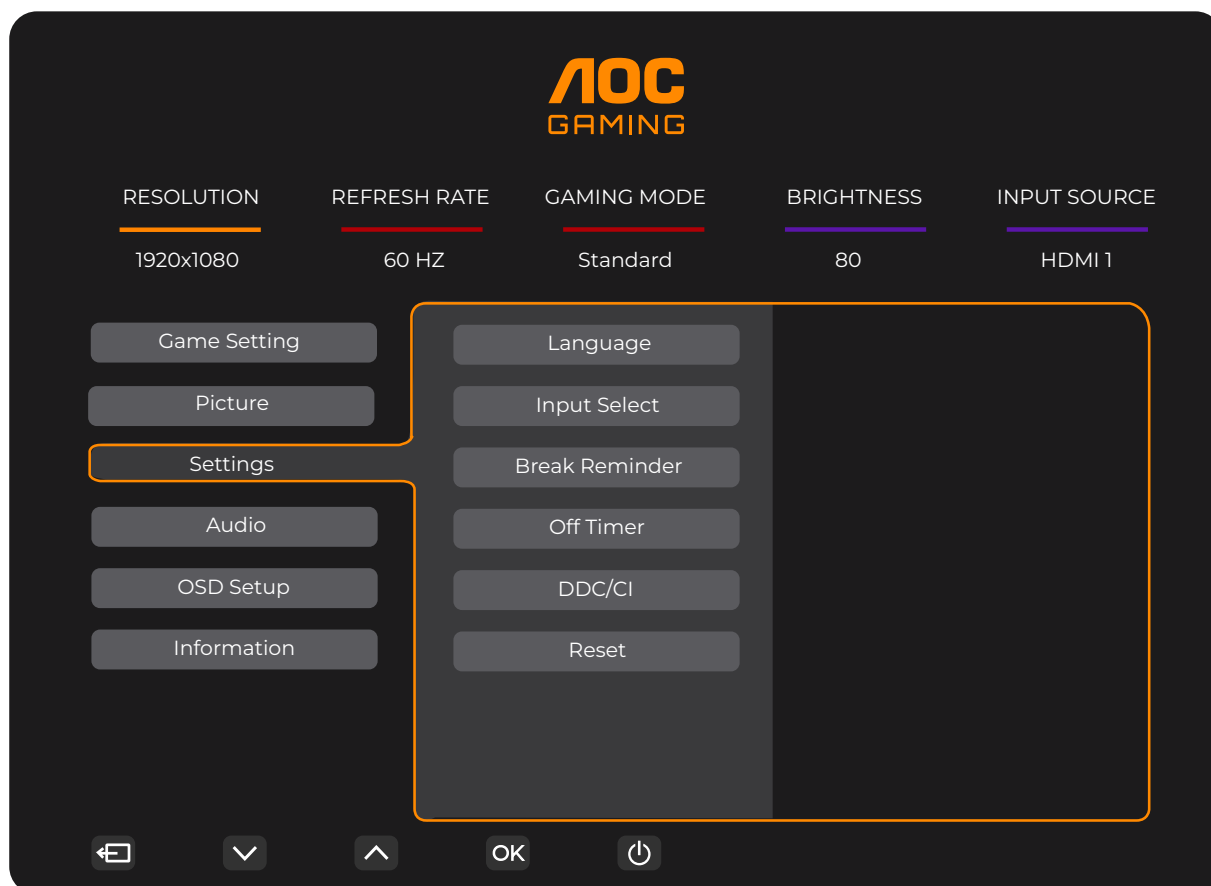 AOC
GAMING
RESOLUTION REFRESH RATE GAMING MODE BRIGHTNESS INPUT SOURCE
1920x1080 60 HZ Standard 80 HDMI 1
Game Setting Language
Picture Input Select
Settings Break Reminder
Audio Off Timer
OSD Setup DDC/CI
Information Reset
OK